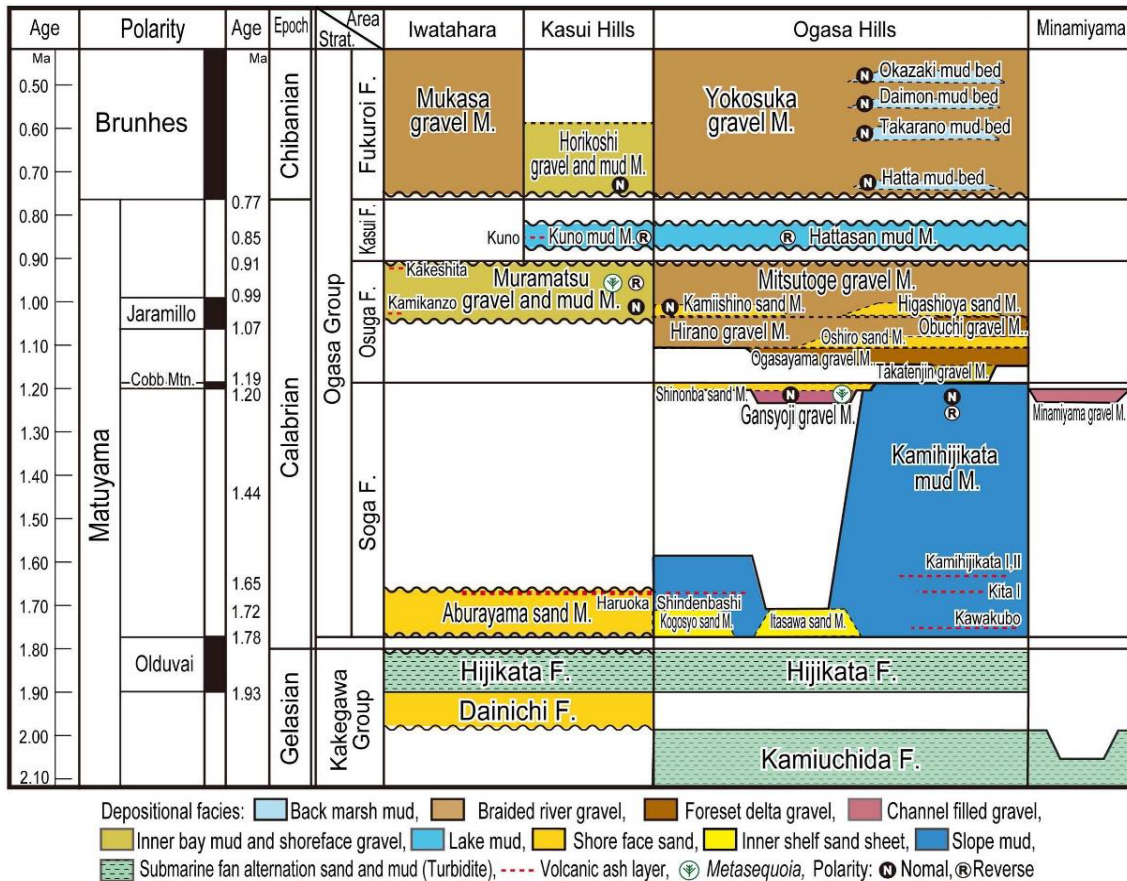 Age
Polarity
Age
Epoch
Area
Strat.
Iwatahara
Kasui Hills
Ogasa Hills
Minamiyama
Ma
0.50
0.60
0.70
0.80
0.90
1.00
1.10
1.20
1.30
1.40
1.50
1.60
1.70
1.80
1.90
2.00
2.10
Brunhes
Matuyama
Jaramillo
Cobb Mtn.
Olduvai
Ma
0.77
0.85
0.91
0.99
1.07
1.19
1.20
1.44
1.65
1.72
1.78
1.93
Chibanian
Calabrian
Gelasian
Ogasa Group
Kakegawa
Group
Fukuroi F.
Kasui F.
Osuga F.
Soga F.
Mukasa
gravel M.
Horikoshi
gravel and mud M.
N
Yokosuka
gravel M.
N Okazaki mud bed
N Daimon mud bed
N Takarano mud bed
N Hatta mud bed
Kuno
Kuno mud M. R
R Hattasan mud M.
Kakeshita
Kamikanzo
Muramatsu
gravel and mud M.
R
N
Mitsutoge gravel M.
N Kamiishino sand M.
Higashioya sand M.
Hirano gravel M.
Obuchi gravel M.
Oshiro sand M.
Ogasayama gravel M.
Takatenjin gravel M.
Shinonba sand M.
N
Gansyoji gravel M.
N
R
Kamihijikata
mud M.
Minamiyama gravel M.
Kamihijikata I,II
Kita I
Kawakubo
Haruoka
Aburayama sand M.
Shindenbashi
Kogosyo sand M.
Itasawa sand M.
Hijikata F.
Hijikata F.
Dainichi F.
Kamiuchida F.
Depositional facies: Back marsh mud, Braided river gravel, Foreset delta gravel, Channel filled gravel,
Inner bay mud and shoreface gravel, Lake mud, Shore face sand, Inner shelf sand sheet, Slope mud,
Submarine fan alternation sand and mud (Turbidite), Volcanic ash layer, Metasequoia, Polarity: N Nomal, R Reverse